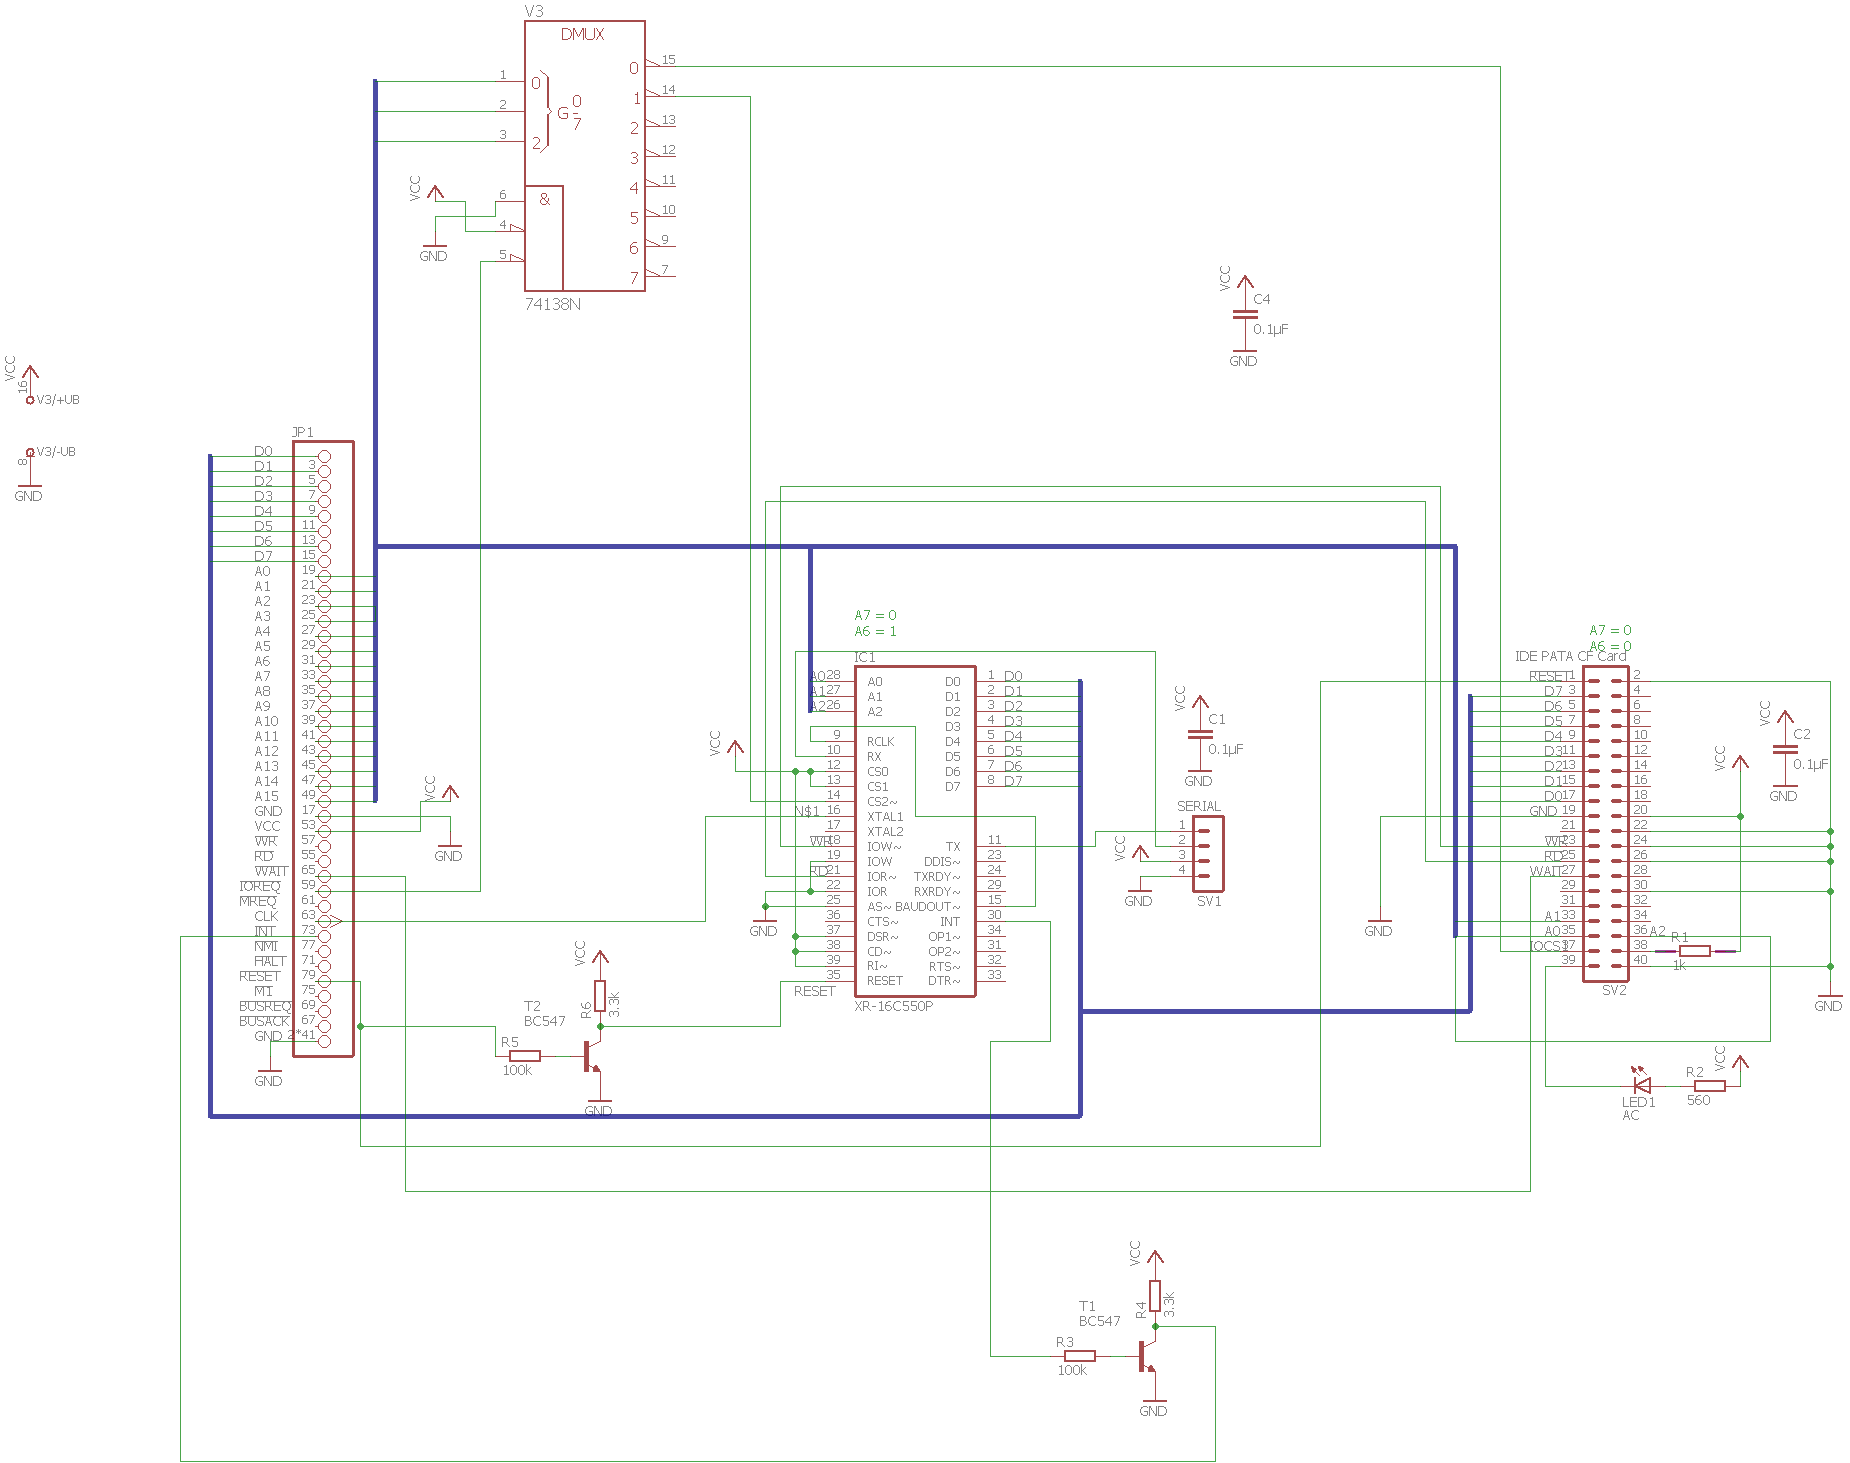 V3
DMUX
1 0
2
3 2
G 0
-
7
6 &
4
5
0 15
1 14
2 13
3 12
4 11
5 10
6 9
7 7
74138N
VCC
GND
VCC
C4
0.1µF
GND
VCC
16
V3/+UB
V3/-UB
8
GND
JP1
D0
D1 3
D2 5
D3 7
D4 9
D5 11
D6 13
D7 15
A0 19
A1 21
A2 23
A3 25
A4 27
A5 29
A6 31
A7 33
A8 35
A9 37
A10 39
A11 41
A12 43
A13 45
A14 47
A15 49
GND 17
VCC 53
WR 57
RD 55
WAIT 65
IOREQ 59
MREQ 61
CLK 63
INT 73
NMI 77
HALT 71
RESET 79
M1 75
BUSREQ 69
BUSACK 67
GND 2*41
GND
VCC
GND
A7 = 0
A6 = 1
IC1
A0 28 A0
A1 27 A1
A2 26 A2
9 RCLK
10 RX
12 CS0
13 CS1
14 CS2~
N$1 16 XTAL1
17 XTAL2
WR 18 IOW~
19 IOW
RD 21 IOR~
22 IOR
25 AS~
36 CTS~
37 DSR~
38 CD~
39 RI~
35 RESET
RESET
D0 1 D0
D1 2 D1
D2 3 D2
D3 4 D3
D4 5 D4
D5 6 D5
D6 7 D6
D7 8 D7
TX 11
DDIS~ 23
TXRDY~ 24
RXRDY~ 29
BAUDOUT~ 15
INT 30
OP1~ 34
OP2~ 31
RTS~ 32
DTR~ 33
XR-16C550P
VCC
GND
VCC
C1
0.1µF
GND
SERIAL
1
2
3
4
SV1
VCC
GND
A7 = 0
A6 = 0
IDE PATA CF Card
RESET 1 2
D7 3 4
D6 5 6
D5 7 8
D4 9 10
D3 11 12
D2 13 14
D1 15 16
D0 17 18
GND 19 20
21 22
WR 23 24
RD 25 26
WAIT 27 28
29 30
31 32
A1 33 34
A0 35 36 A2
IOCS1 37 38
39 40
SV2
R1
1k
VCC
VCC
C2
0.1µF
GND
GND
GND
VCC
LED1
AC
R2
560
T2
BC547
R5
100k
R6
3.3k
VCC
GND
T1
BC547
R3
100k
R4
3.3k
VCC
GND